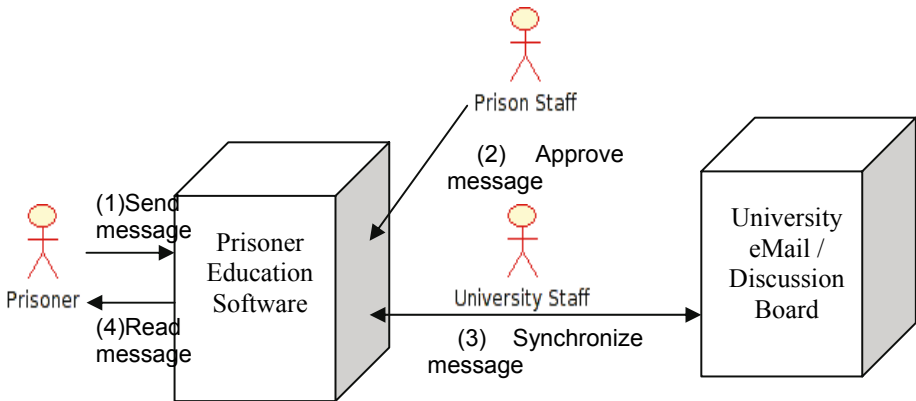 Prison Staff
(2) Approve
message
(1)Send
message
Prisoner
Prisoner
Education
Software
(4)Read
message
University Staff
(3) Synchronize
message
University
eMail /
Discussion
Board